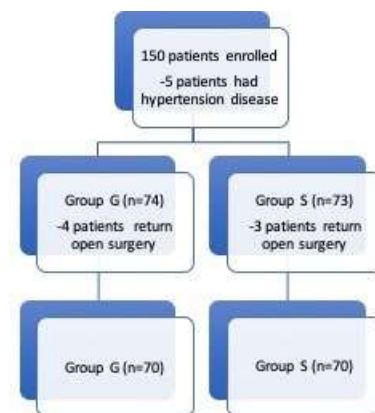 150 patients enrolled
-5 patients had
hypertension disease
Group G (n=74)
-4 patients return
open surgery
Group S (n=73)
-3 patients return
open surgery
Group G (n=70)
Group S (n=70)